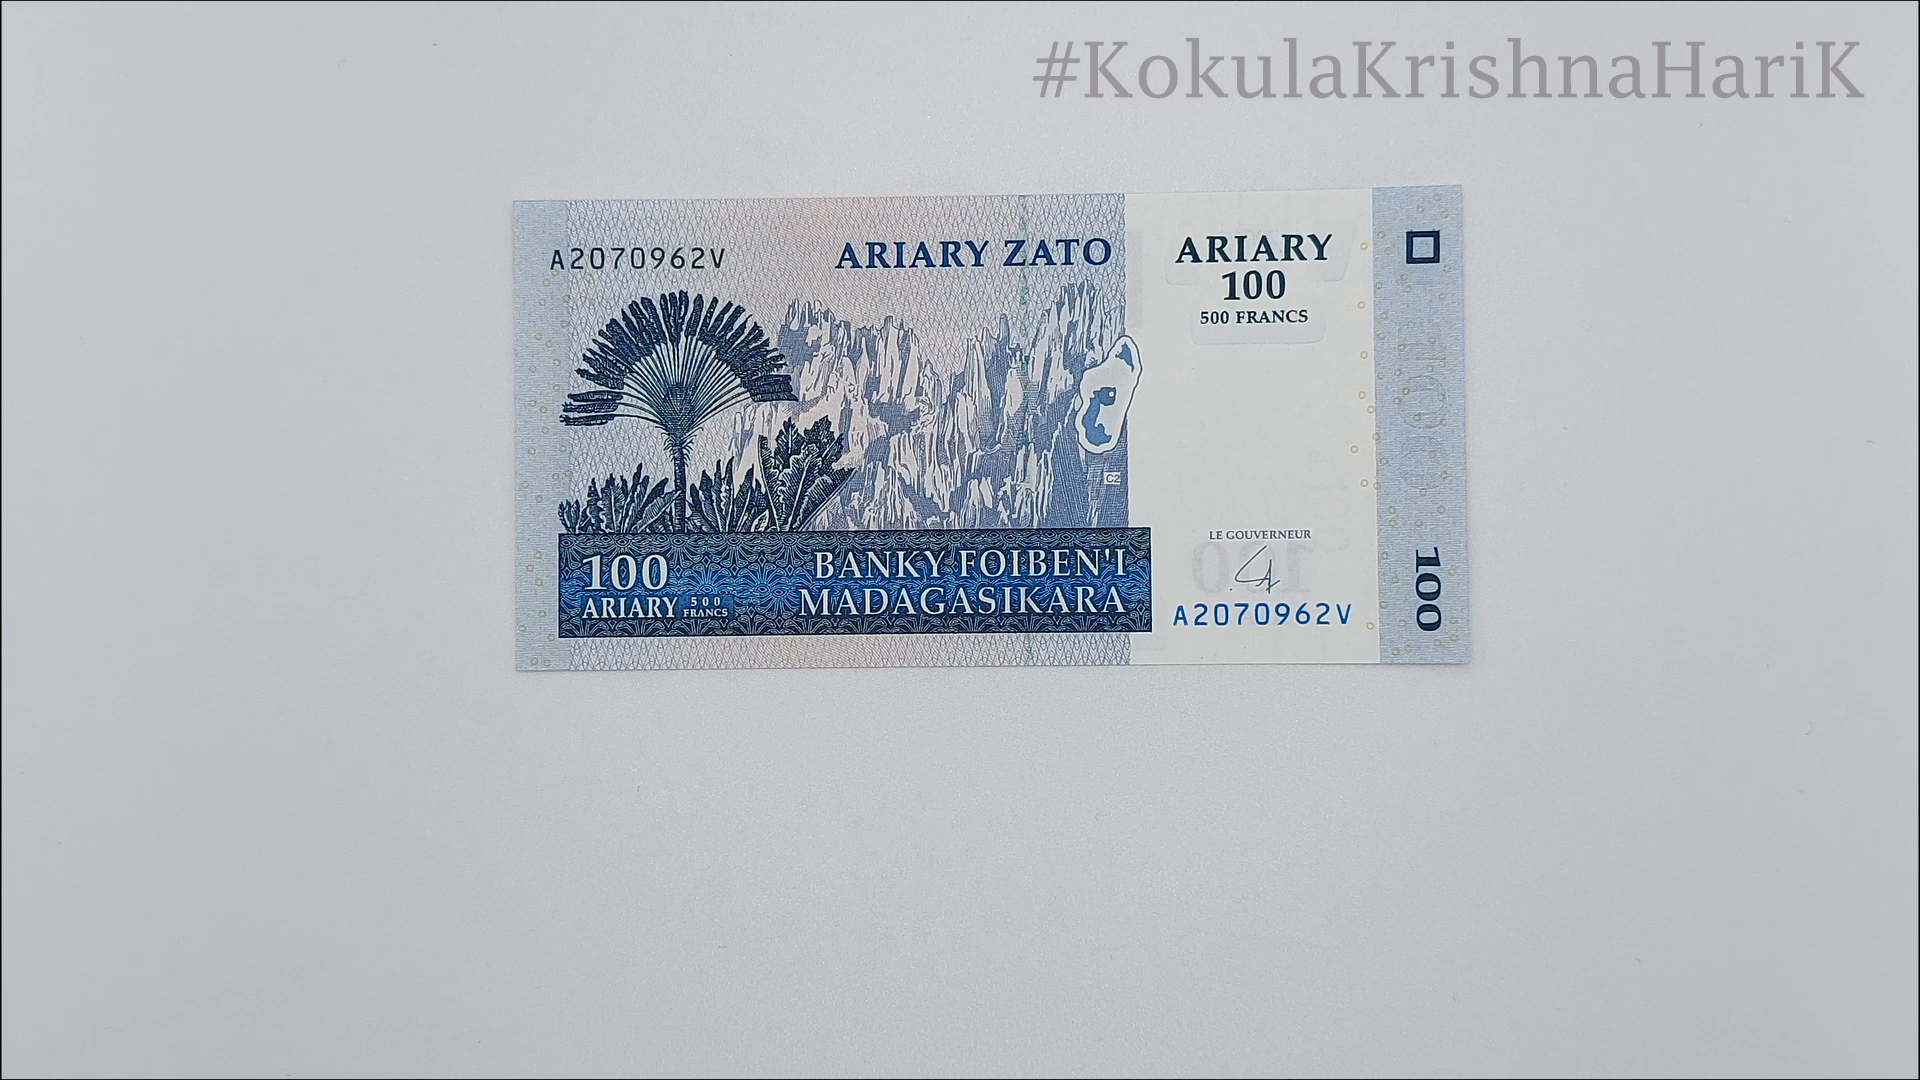 #KokulaKrishnaHariK
A2070962V
ARIARY ZATO
ARIARY
100
500 FRANCS
C2
LE GOUVERNEUR
100
A2070962V
100
ARIARY 500 FRANCS
BANKY FOIBEN'I
MADAGASIKARA
100